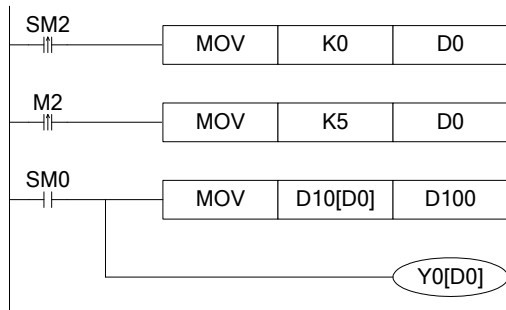 SM2
MOV K0 D0
M2
MOV K5 D0
SM0
MOV D10[D0] D100
Y0[D0]